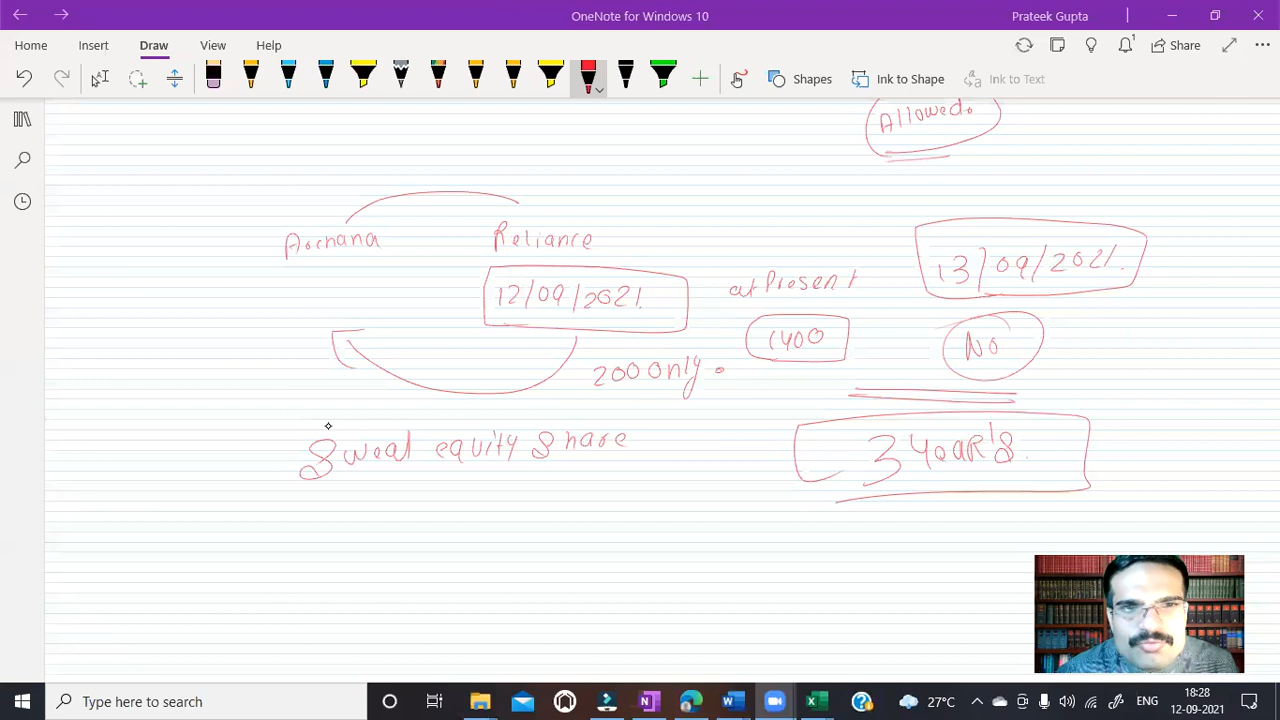 OneNote for Windows 10
Prateek Gupta
Home Insert Draw View Help
Share
Shapes
Ink to Shape
Ink to Text
Allowed.
Archana Reliance
12/09/2021.
at Present
13/09/2021.
1400
No
200 only.
Sweat equity Share
3 YeaR's.
Type here to search
27°C
ENG
18:28
12-09-2021